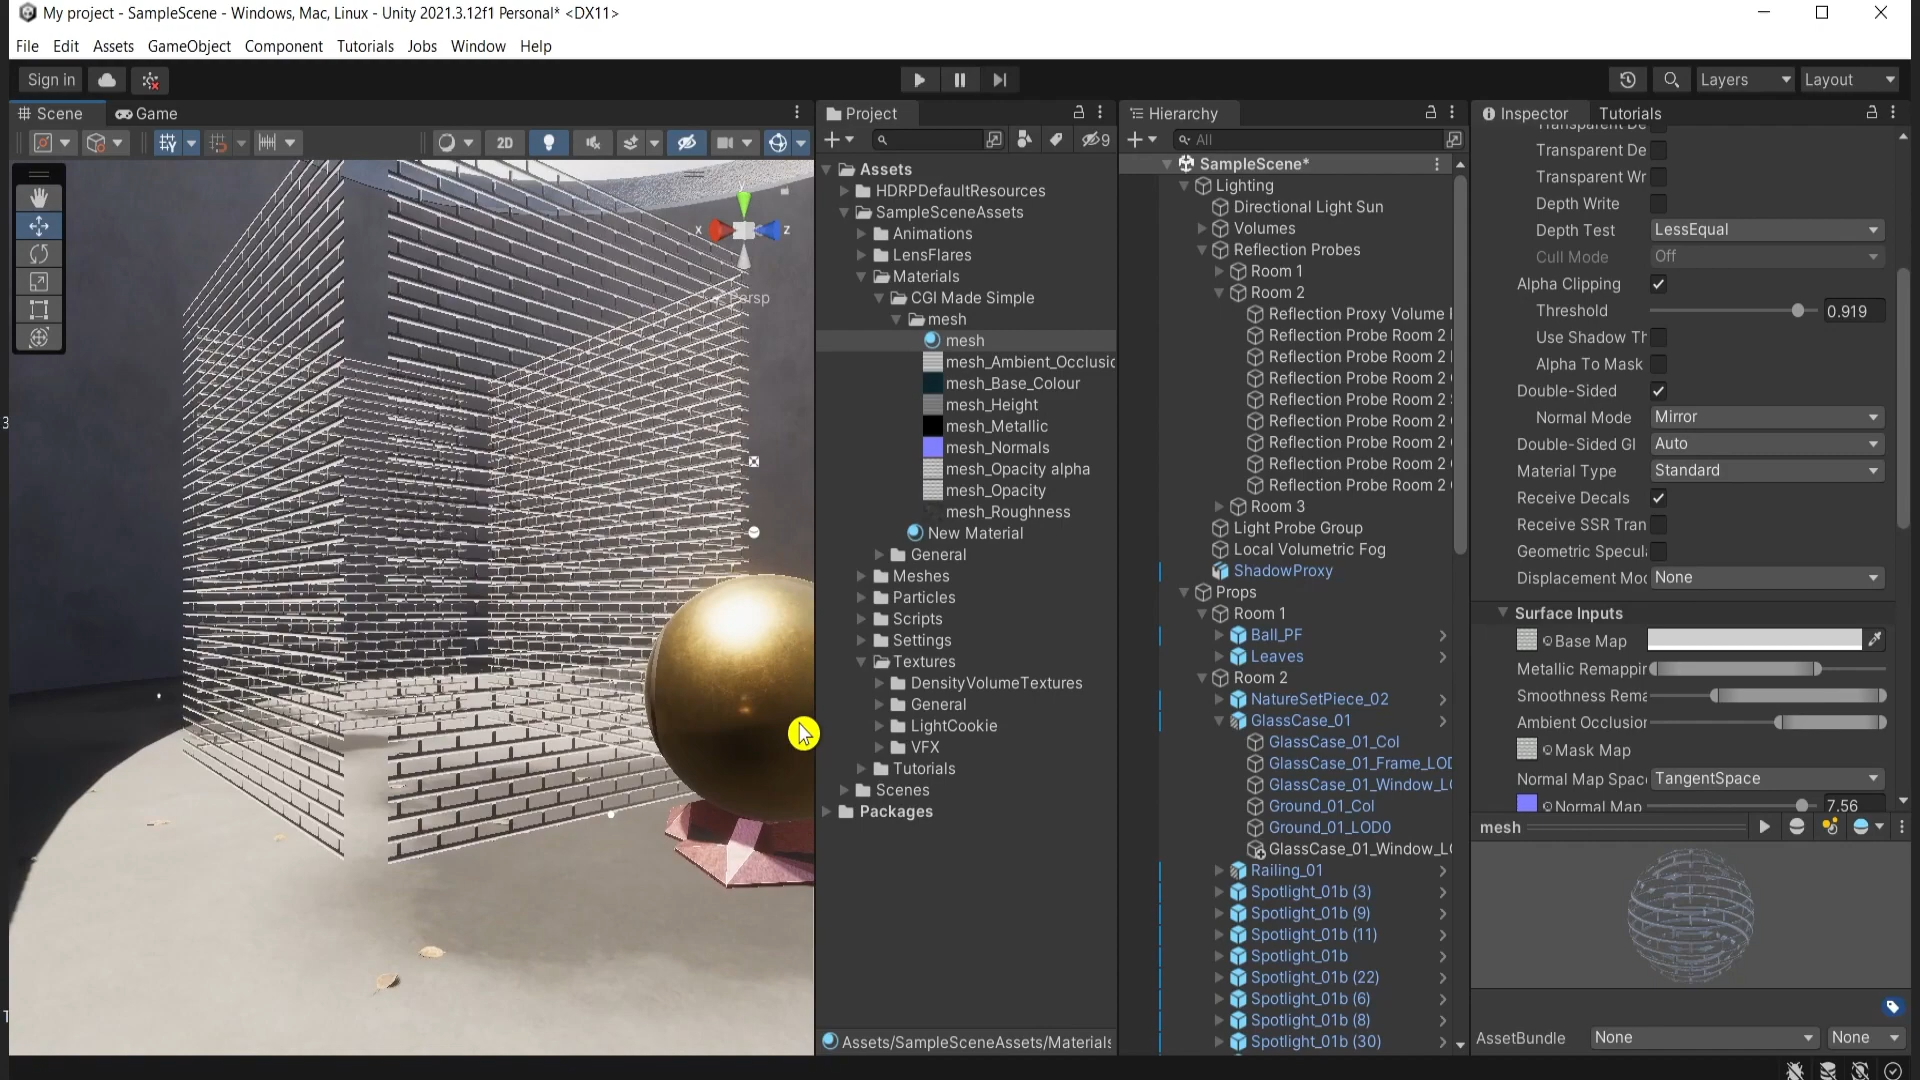 My project - SampleScene - Windows, Mac, Linux - Unity 2021.3.12f1 Personal* <DX11>
File Edit Assets GameObject Component Tutorials Jobs Window Help
Sign in
Layers
Layout
Scene
Game
2D
y
x
z
Persp
Project
9
Assets
HDRPDefaultResources
SampleSceneAssets
Animations
LensFlares
Materials
CGI Made Simple
mesh
mesh
mesh_Ambient_Occlusic
mesh_Base_Colour
mesh_Height
mesh_Metallic
mesh_Normals
mesh_Opacity alpha
mesh_Opacity
mesh_Roughness
New Material
General
Meshes
Particles
Scripts
Settings
Textures
DensityVolumeTextures
General
LightCookie
VFX
Tutorials
Scenes
Packages
Assets/SampleSceneAssets/Materials
Hierarchy
All
SampleScene*
Lighting
Directional Light Sun
Volumes
Reflection Probes
Room 1
Room 2
Reflection Proxy Volume
Reflection Probe Room 2
Reflection Probe Room 2
Reflection Probe Room 2
Reflection Probe Room 2
Reflection Probe Room 2
Reflection Probe Room 2
Reflection Probe Room 2
Reflection Probe Room 2
Room 3
Light Probe Group
Local Volumetric Fog
ShadowProxy
Props
Room 1
Ball_PF
Leaves
Room 2
NatureSetPiece_02
GlassCase_01
GlassCase_01_Col
GlassCase_01_Frame_LOD
GlassCase_01_Window_L
Ground_01_Col
Ground_01_LOD0
GlassCase_01_Window_L
Railing_01
Spotlight_01b (3)
Spotlight_01b (9)
Spotlight_01b (11)
Spotlight_01b
Spotlight_01b (22)
Spotlight_01b (6)
Spotlight_01b (8)
Spotlight_01b (30)
Inspector
Tutorials
Transparent De
Transparent De
Transparent Wr
Depth Write
Depth Test LessEqual
Cull Mode Off
Alpha Clipping
Threshold 0.919
Use Shadow Th
Alpha To Mask
Double-Sided
Normal Mode Mirror
Double-Sided GI Auto
Material Type Standard
Receive Decals
Receive SSR Tran
Geometric Specul
Displacement Mod None
Surface Inputs
Base Map
Metallic Remappir
Smoothness Rema
Ambient Occlusior
Mask Map
Normal Map Spac TangentSpace
Normal Map 7.56
mesh
AssetBundle None None